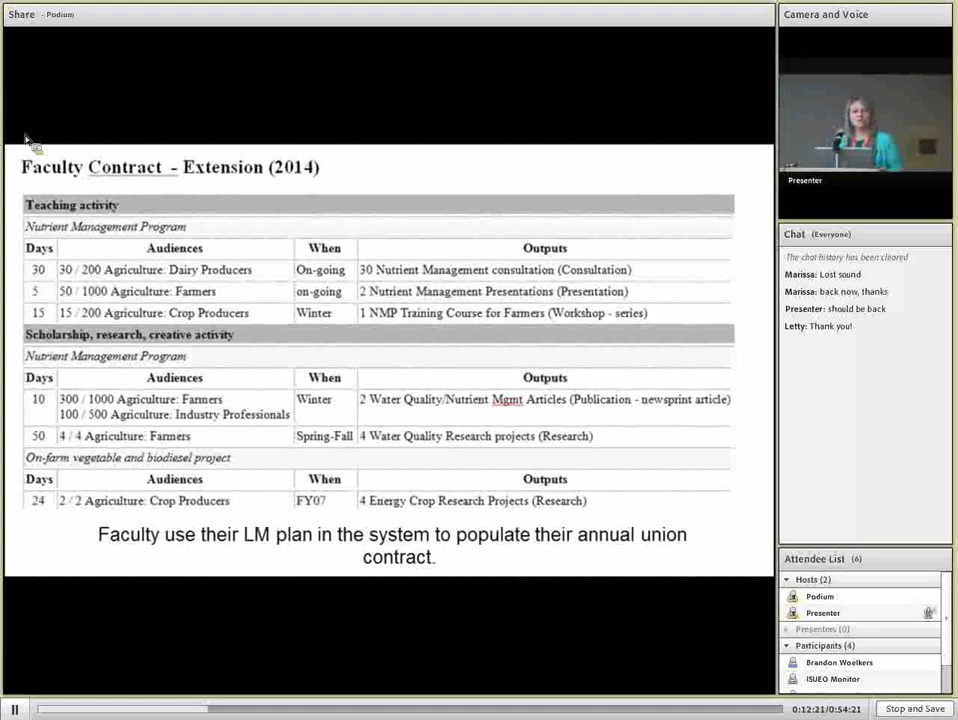 Share - Podium
Faculty Contract - Extension (2014)
Teaching activity
Nutrient Management Program
Days Audiences When Outputs
30 30 / 200 Agriculture: Dairy Producers On-going 30 Nutrient Management consultation (Consultation)
5 50 / 1000 Agriculture: Farmers on-going 2 Nutrient Management Presentations (Presentation)
15 15 / 200 Agriculture: Crop Producers Winter 1 NMP Training Course for Farmers (Workshop - series)
Scholarship, research, creative activity
Nutrient Management Program
Days Audiences When Outputs
10 300 / 1000 Agriculture: Farmers Winter 2 Water Quality/Nutrient Mgmt Articles (Publication - newsprint article)
100 / 500 Agriculture: Industry Professionals
50 4 / 4 Agriculture: Farmers Spring-Fall 4 Water Quality Research projects (Research)
On-farm vegetable and biodiesel project
Days Audiences When Outputs
24 2 / 2 Agriculture: Crop Producers FY07 4 Energy Crop Research Projects (Research)
Faculty use their LM plan in the system to populate their annual union
contract.
Camera and Voice
Presenter
Chat (Everyone)
The chat history has been cleared
Marissa: Lost sound
Marissa: back now, thanks
Presenter: should be back
Letty: Thank you!
Attendee List (6)
Hosts (2)
Podium
Presenter
Presenters (0)
Participants (4)
Brandon Woelkers
ISUEO Monitor
0:12:21/0:54:21
Stop and Save